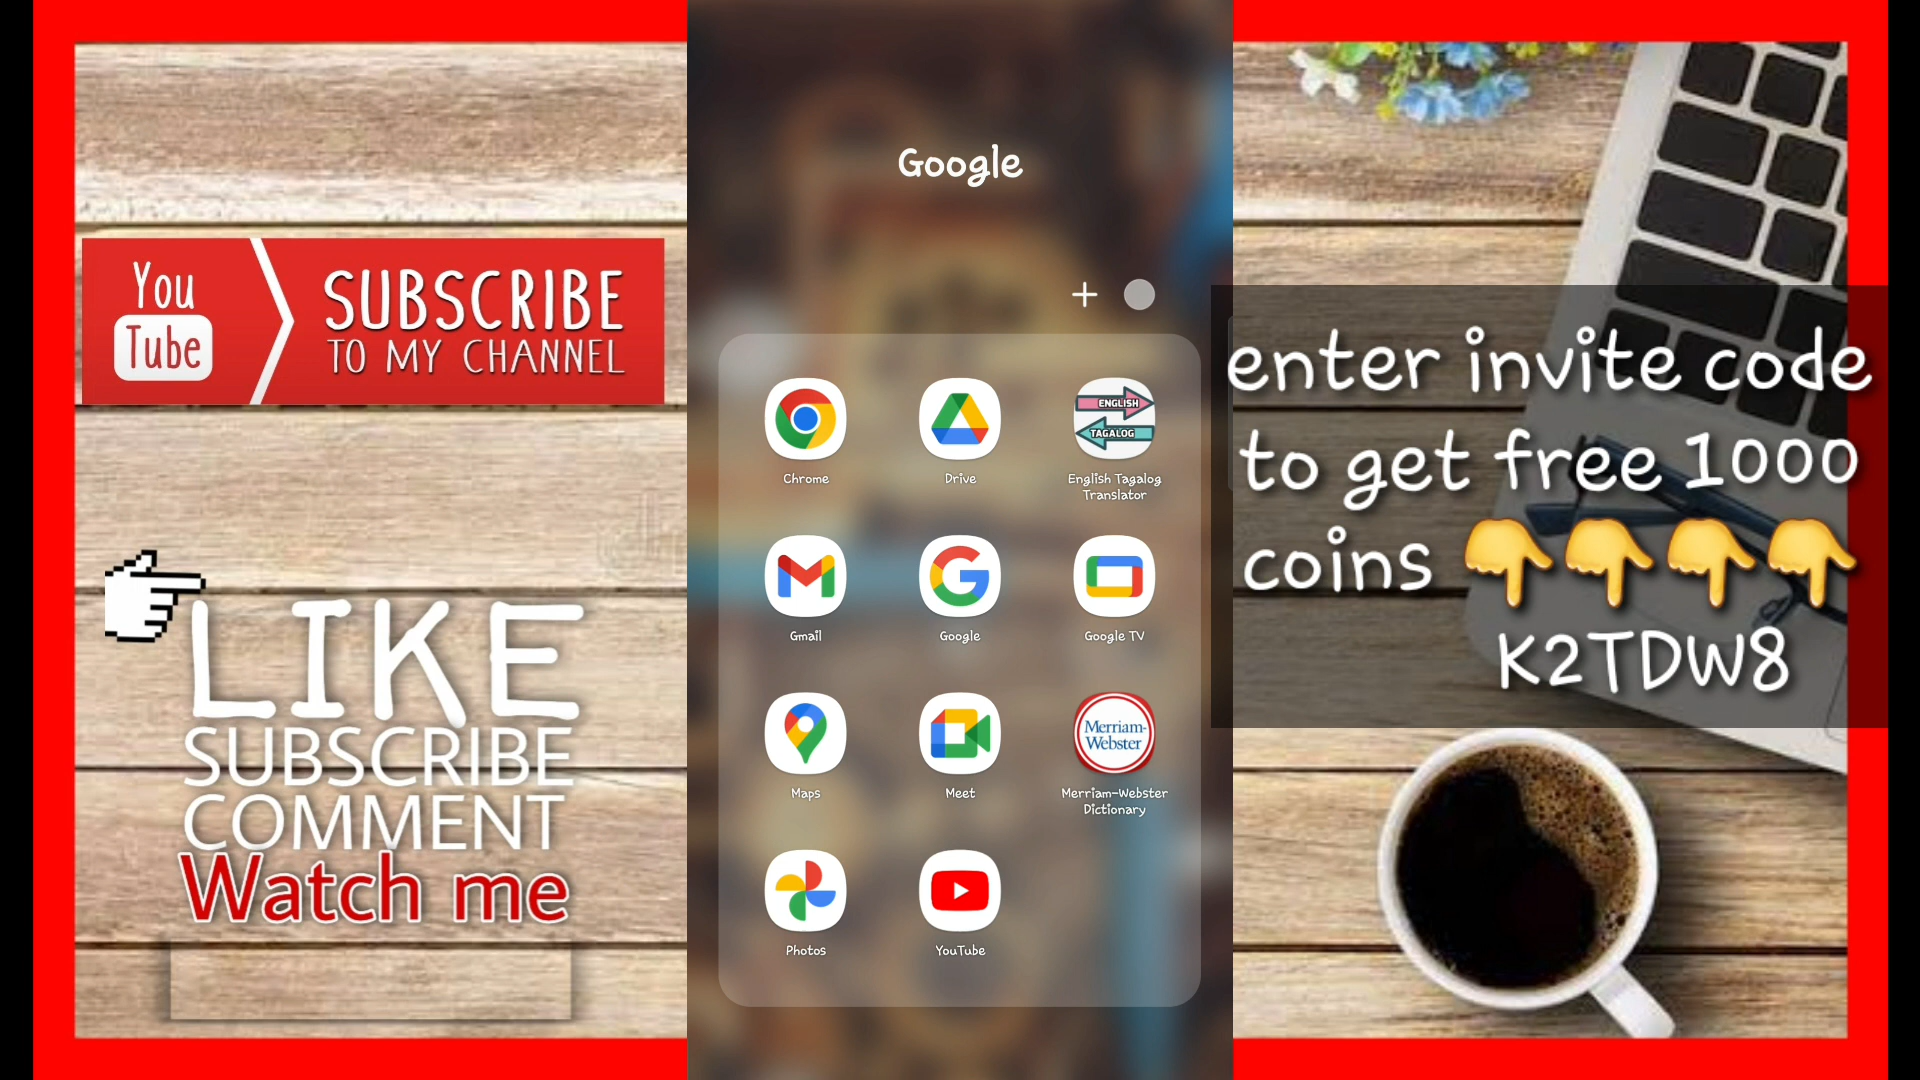 You
Tube
SUBSCRIBE
TO MY CHANNEL
LIKE
SUBSCRIBE
COMMENT
Watch me
Google
ENGLISH
TAGALOG
Chrome
Drive
English Tagalog
Translator
Gmail
Google
Google TV
Merriam-
Webster
Maps
Meet
Merriam-Webster
Dictionary
Photos
YouTube
enter invite code
to get free 1000
coins 👇👇👇👇
K2TDW8